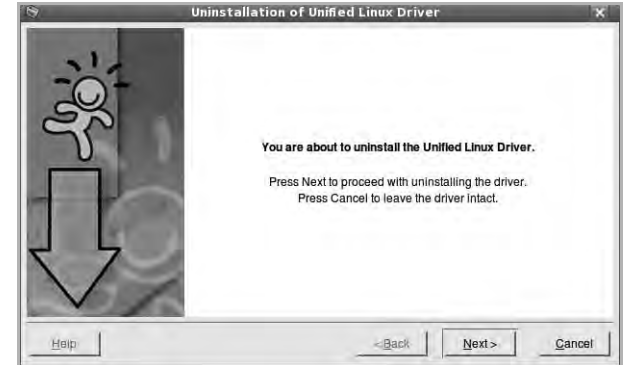 Uninstallation of Unified Linux Driver
You are about to uninstall the Unified Linux Driver.
Press Next to proceed with uninstalling the driver.
Press Cancel to leave the driver intact.
Help
<Back
Next >
Cancel